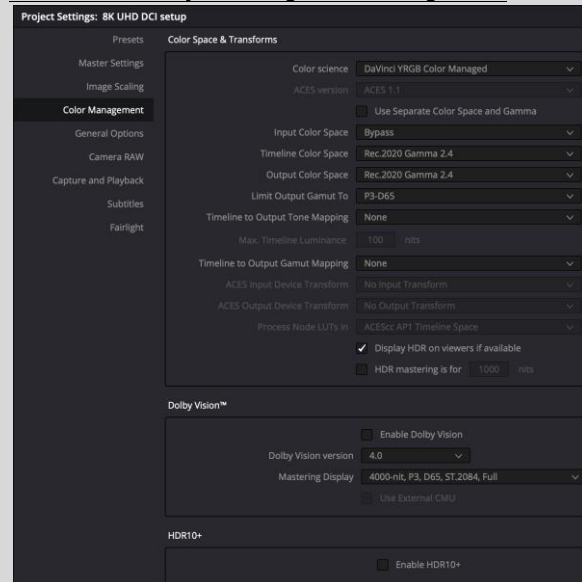 Project Settings: 8K UHD DCI setup
Presets
Master Settings
Image Scaling
Color Management
General Options
Camera RAW
Capture and Playback
Subtitles
Fairlight
Color Space & Transforms
Color science DaVinci YRGB Color Managed
ACES version ACES 1.1
Use Separate Color Space and Gamma
Input Color Space Bypass
Timeline Color Space Rec.2020 Gamma 2.4
Output Color Space Rec.2020 Gamma 2.4
Limit Output Gamut To P3-D65
Timeline to Output Tone Mapping None
Max. Timeline Luminance 100 nits
Timeline to Output Gamut Mapping None
ACES Input Device Transform No Input Transform
ACES Output Device Transform No Output Transform
Process Node LUTs in ACEScc AP1 Timeline Space
Display HDR on viewers if available
HDR mastering is for 1000 nits
Dolby Vision™
Enable Dolby Vision
Dolby Vision version 4.0
Mastering Display 4000-nit, P3, D65, ST.2084, Full
Use External CMU
HDR10+
Enable HDR10+